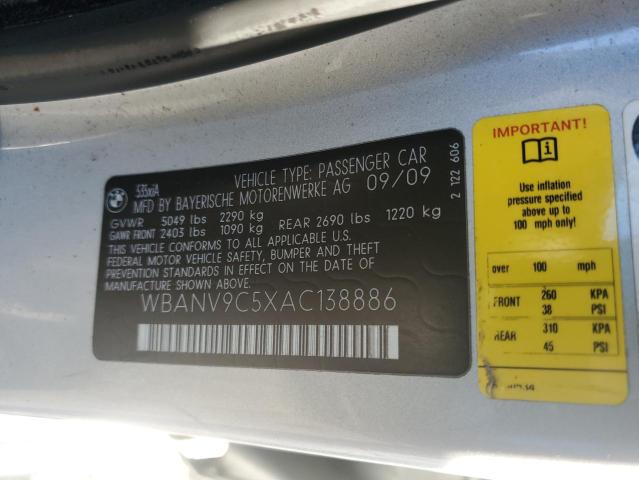 BMW
535xiA
VEHICLE TYPE: PASSENGER CAR
MFD BY BAYERISCHE MOTORENWERKE AG 09/09
GVWR 5049 lbs 2290 kg
GAWR FRONT 2403 lbs 1090 kg REAR 2690 lbs 1220 kg
THIS VEHICLE CONFORMS TO ALL APPLICABLE U.S.
FEDERAL MOTOR VEHICLE SAFETY, BUMPER AND THEFT
PREVENTION STANDARDS IN EFFECT ON THE DATE OF
MANUFACTURE SHOWN ABOVE.
WBANV9C5XAC138886
2 122 606
IMPORTANT!
Use inflation
pressure specified
above up to
100 mph only!
over 100 mph
FRONT 260 KPA
38 PSI
REAR 310 KPA
45 PSI